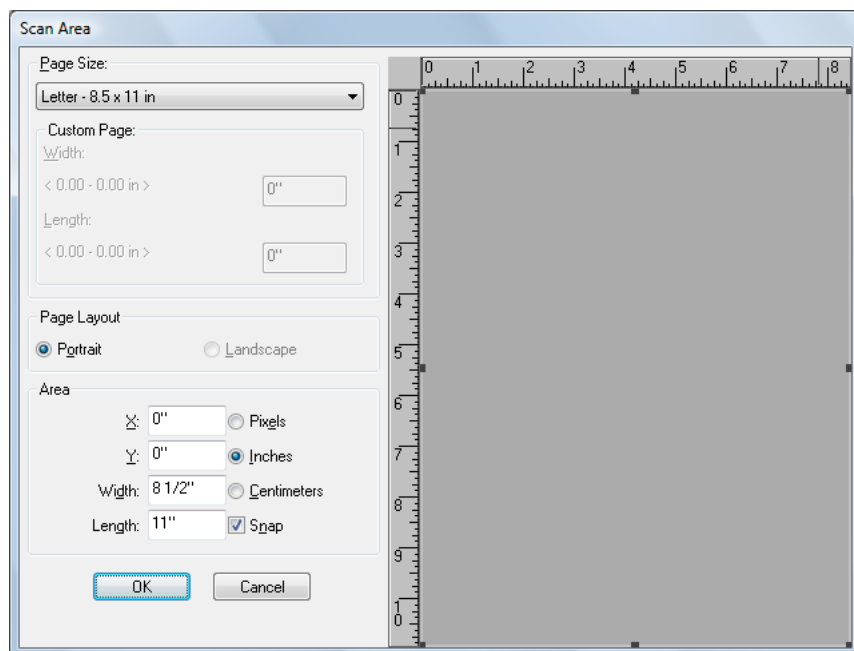 Scan Area
Page Size:
Letter - 8.5 x 11 in
Custom Page:
Width:
< 0.00 - 0.00 in >
0"
Length:
< 0.00 - 0.00 in >
0"
Page Layout
Portrait
Landscape
Area
X: 0" Pixels
Y: 0" Inches
Width: 8 1/2" Centimeters
Length: 11" Snap
OK Cancel
0 1 2 3 4 5 6 7 8
0
1
2
3
4
5
6
7
8
9
10